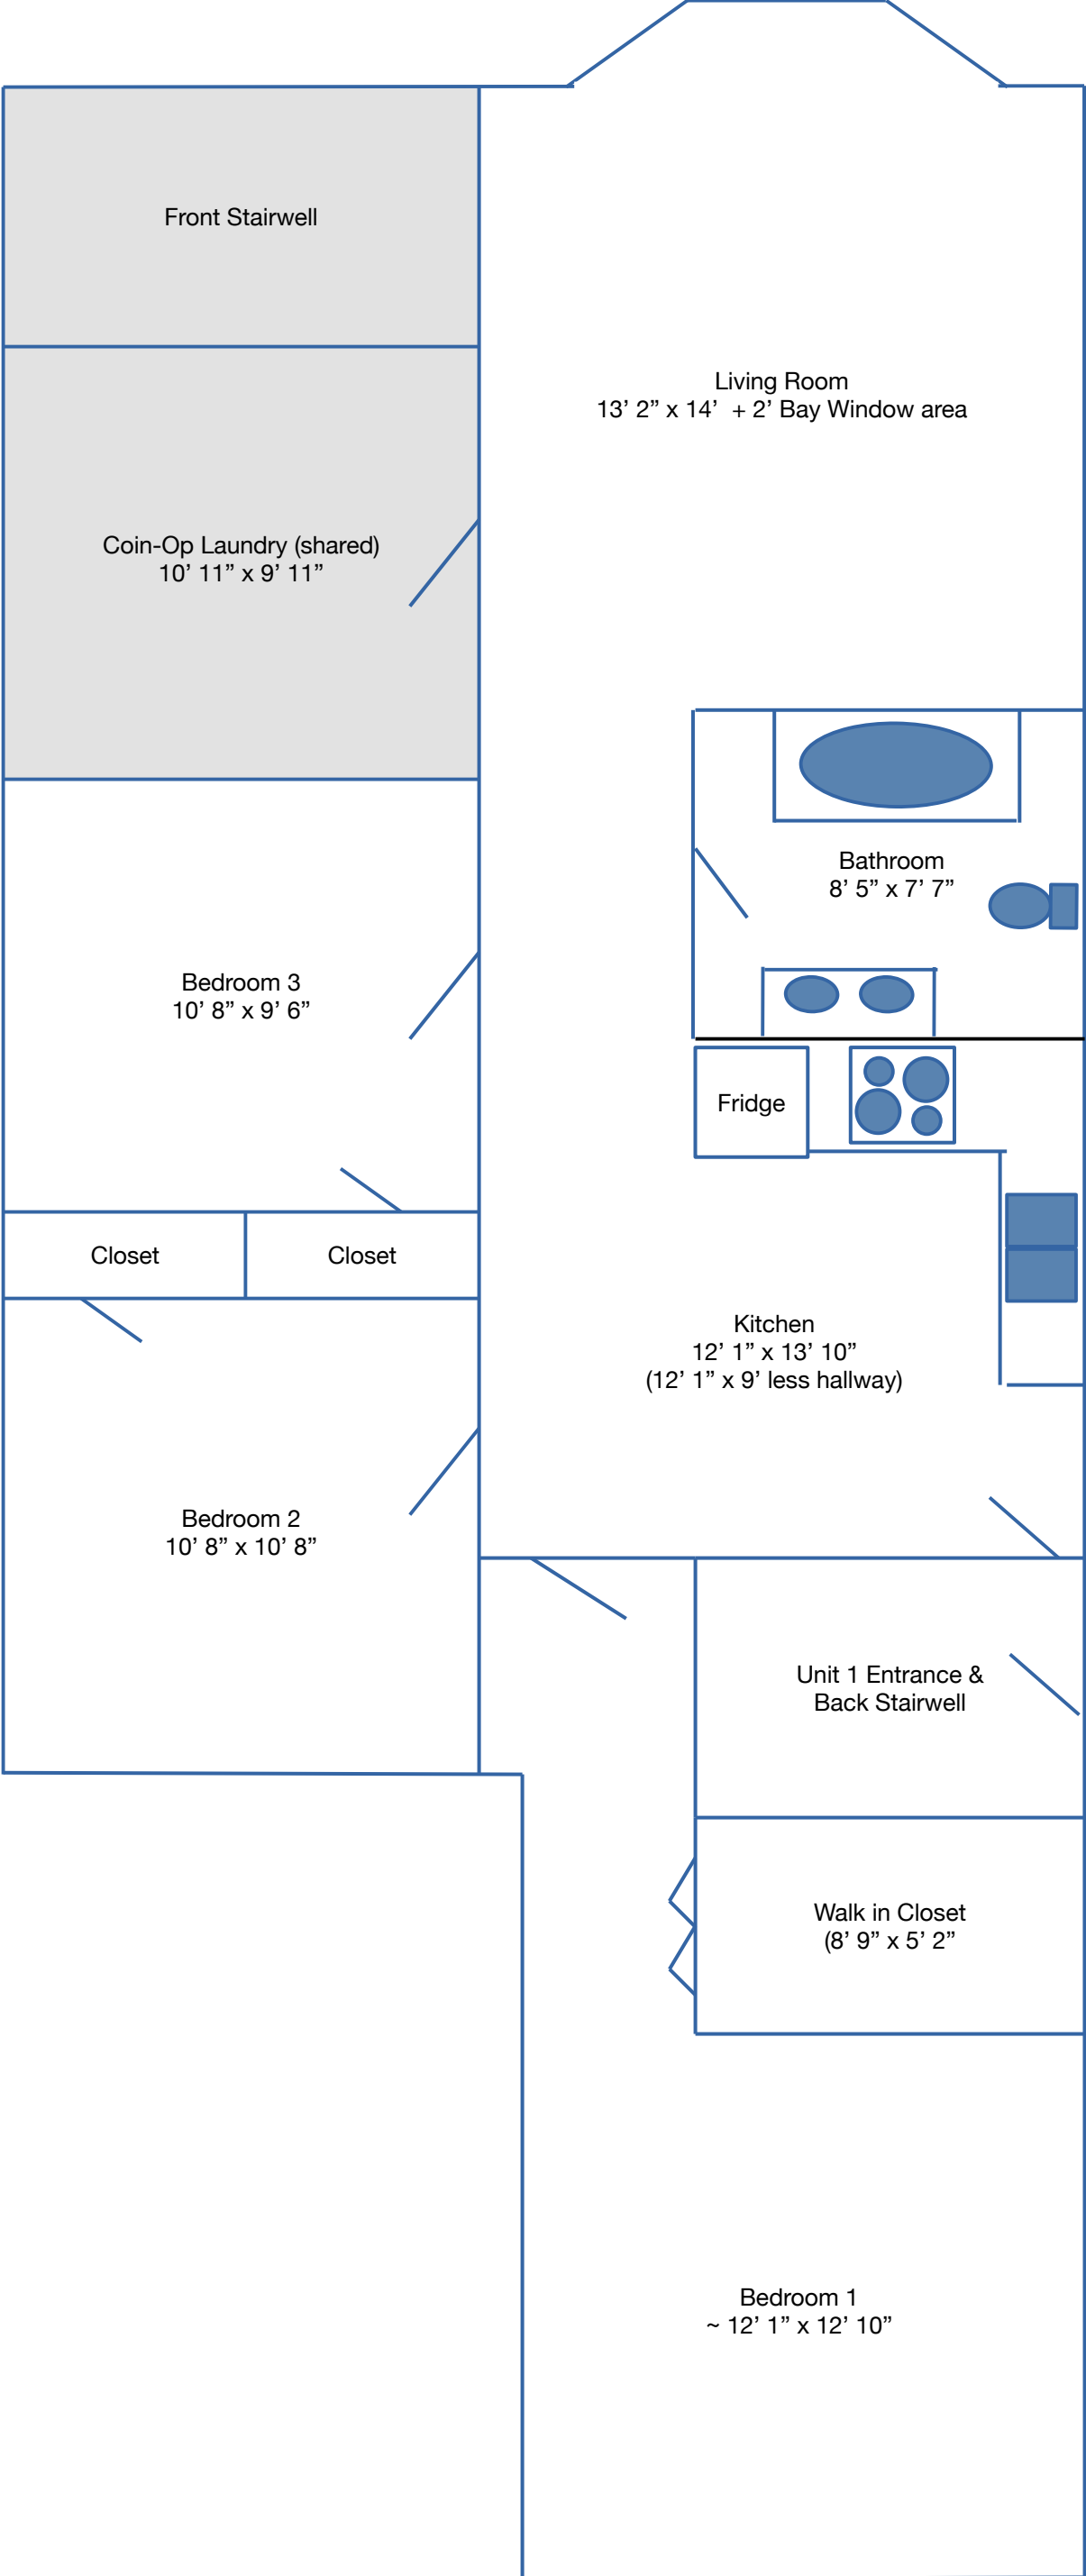 Front Stairwell
Living Room
13’ 2” x 14’  + 2’ Bay Window area
Coin-Op Laundry (shared)
10’ 11” x 9’ 11”
Bathroom
8’ 5” x 7’ 7”
Bedroom 3
10’ 8” x 9’ 6”
Fridge
Closet
Closet
Kitchen
12’ 1” x 13’ 10”
(12’ 1” x 9’ less hallway)
Bedroom 2
10’ 8” x 10’ 8”
Unit 1 Entrance &
Back Stairwell
Walk in Closet
(8’ 9” x 5’ 2”
Bedroom 1
~ 12’ 1” x 12’ 10”